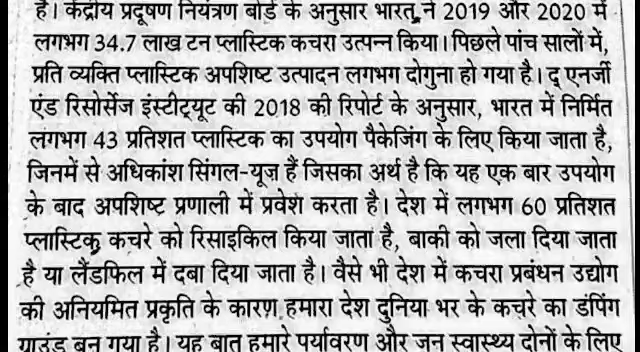 है। केंद्रीय प्रदूषण नियंत्रण बोर्ड के अनुसार भारत ने 2019 और 2020 में
लगभग 34.7 लाख टन प्लास्टिक कचरा उत्पन्न किया। पिछले पांच सालों में,
प्रति व्यक्ति प्लास्टिक अपशिष्ट उत्पादन लगभग दोगुना हो गया है। द् एनर्जी
एंड रिसोर्सेज इंस्टीट्यूट की 2018 की रिपोर्ट के अनुसार, भारत में निर्मित
लगभग 43 प्रतिशत प्लास्टिक का उपयोग पैकेजिंग के लिए किया जाता है,
जिनमें से अधिकांश सिंगल-यूज हैं जिसका अर्थ है कि यह एक बार उपयोग
के बाद अपशिष्ट प्रणाली में प्रवेश करता है। देश में लगभग 60 प्रतिशत
प्लास्टिक कचरे को रिसाइकिल किया जाता है, बाकी को जला दिया जाता
है या लैंडफिल में दबा दिया जाता है। वैसे भी देश में कचरा प्रबंधन उद्योग
की अनियमित प्रकृति के कारण हमारा देश दुनिया भर के कचरे का डंपिंग
ग्राउंड बन गया है। यह बात हमारे पर्यावरण और जन स्वास्थ्य दोनों के लिए